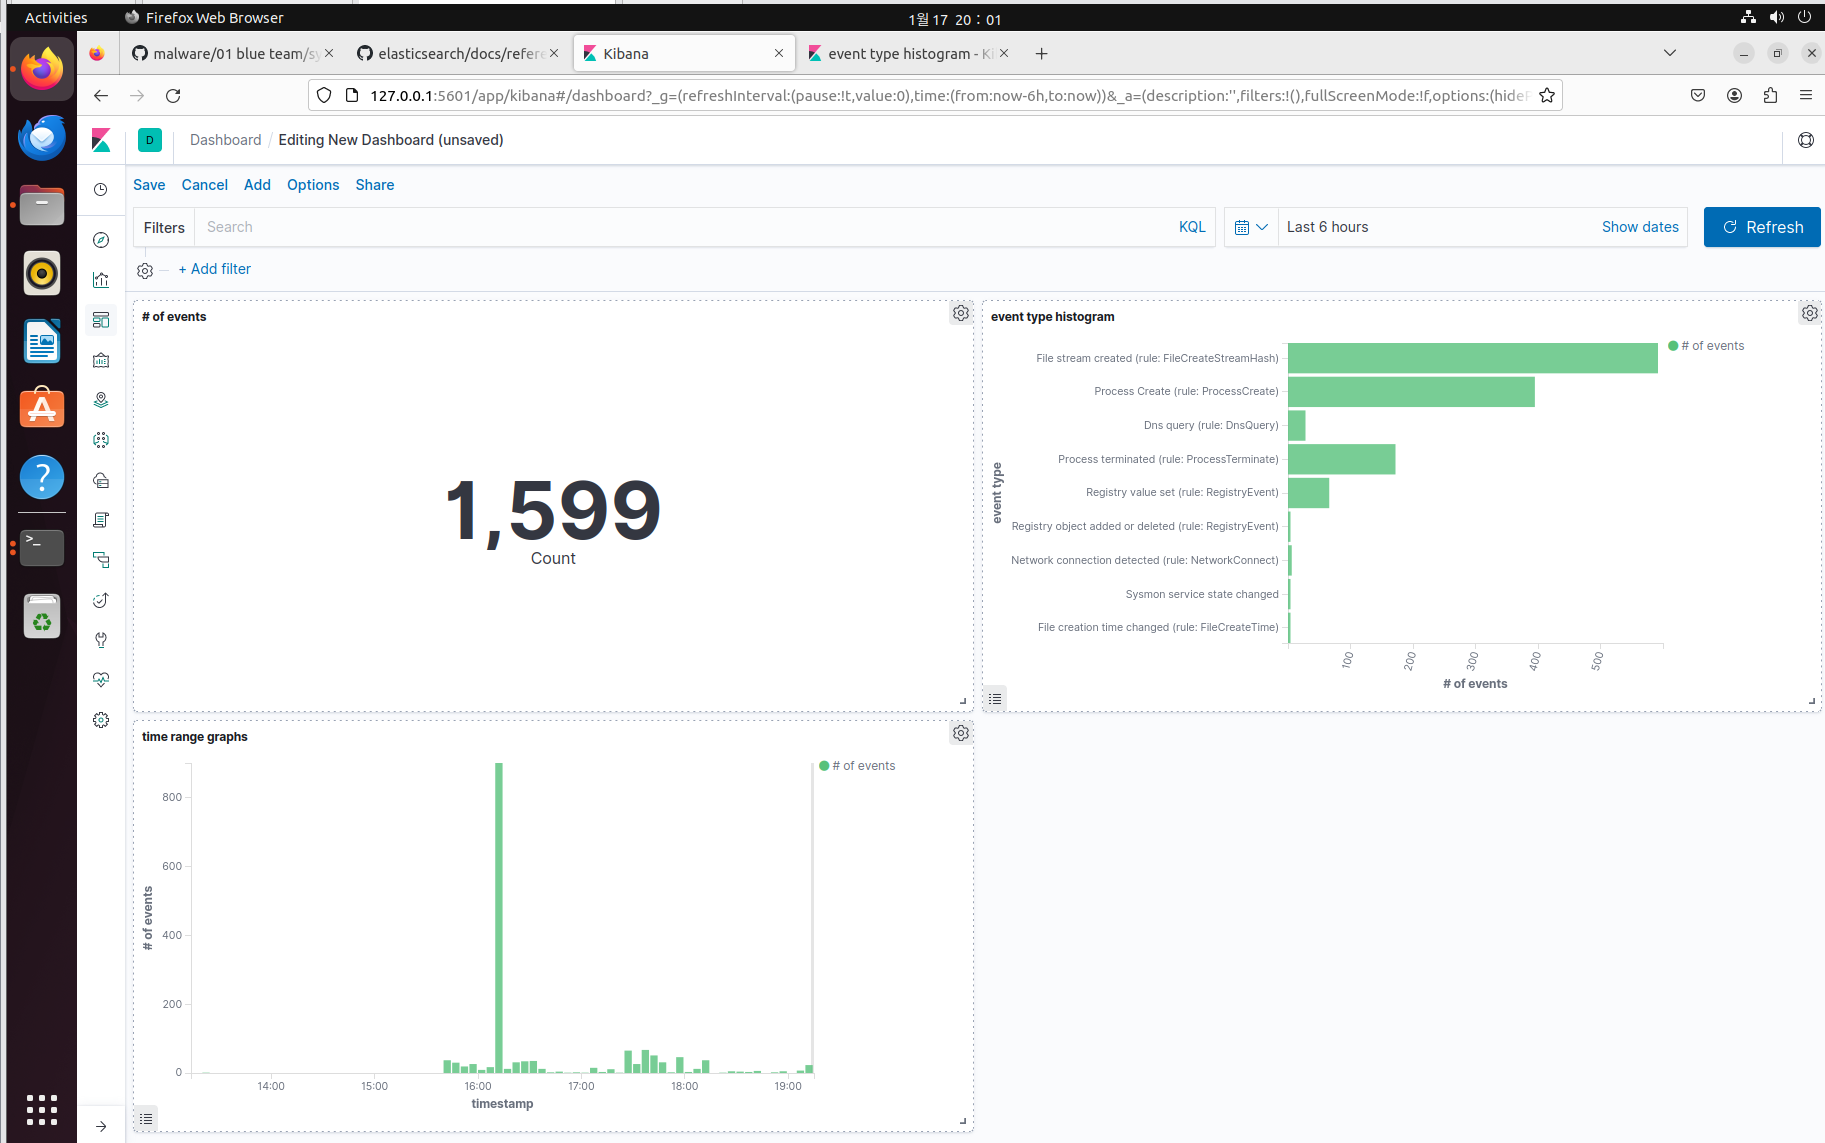 Activities
Firefox Web Browser
1월 17 20 : 01
malware/01 blue team/sy
elasticsearch/docs/refere
Kibana
event type histogram - Ki
127.0.0.1:5601/app/kibana#/dashboard?_g=(refreshInterval:(pause:!t,value:0),time:(from:now-6h,to:now))&_a=(description:'',filters:!(),fullScreenMode:!f,options:(hideP
D
Dashboard / Editing New Dashboard (unsaved)
Save Cancel Add Options Share
Filters
Search
KQL
Last 6 hours
Show dates
Refresh
+ Add filter
# of events
1,599
Count
event type histogram
# of events
File stream created (rule: FileCreateStreamHash)
Process Create (rule: ProcessCreate)
Dns query (rule: DnsQuery)
Process terminated (rule: ProcessTerminate)
Registry value set (rule: RegistryEvent)
Registry object added or deleted (rule: RegistryEvent)
Network connection detected (rule: NetworkConnect)
Sysmon service state changed
File creation time changed (rule: FileCreateTime)
event type
100 200 300 400 500
# of events
time range graphs
# of events
800
600
400
200
0
# of events
14:00 15:00 16:00 17:00 18:00 19:00
timestamp